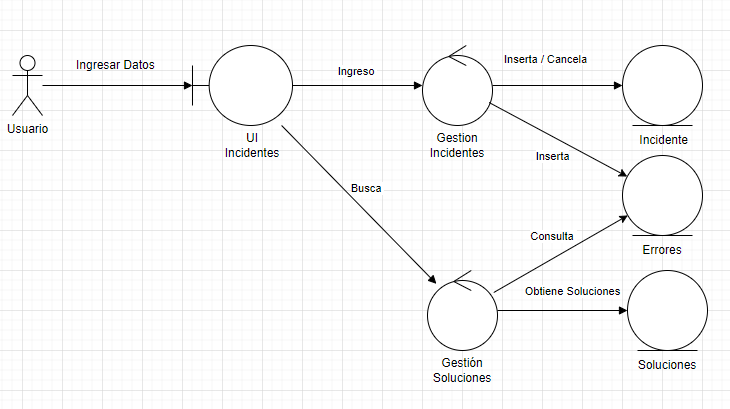 Ingresar Datos
Usuario
UI
Incidentes
Ingreso
Gestion
Incidentes
Inserta / Cancela
Incidente
Inserta
Errores
Busca
Consulta
Gestión
Soluciones
Obtiene Soluciones
Soluciones